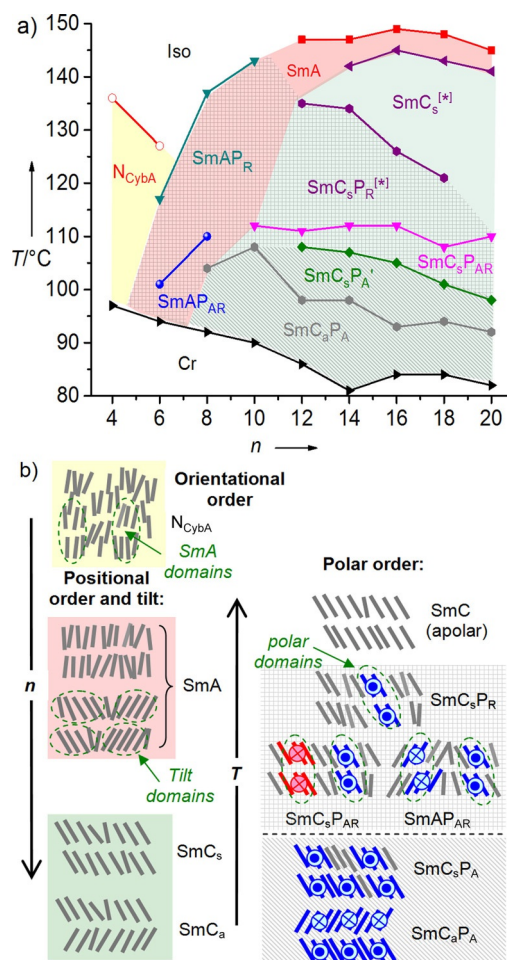 a)
150
140
130
120
110
100
90
80
T/°C
4 6 8 10 12 14 16 18 20
n
Iso
SmA
SmCs[*]
NCybA
SmAPR
SmCsPR[*]
SmAPAR
SmCsPAR
SmCsPA'
SmCaPA
Cr
b)
Orientational
order
NCybA
SmA
domains
Positional
order and tilt:
n
SmA
Tilt
domains
SmCs
SmCa
Polar order:
SmC
(apolar)
polar
domains
SmCsPR
T
SmCsPAR SmAPAR
SmCsPA
SmCaPA